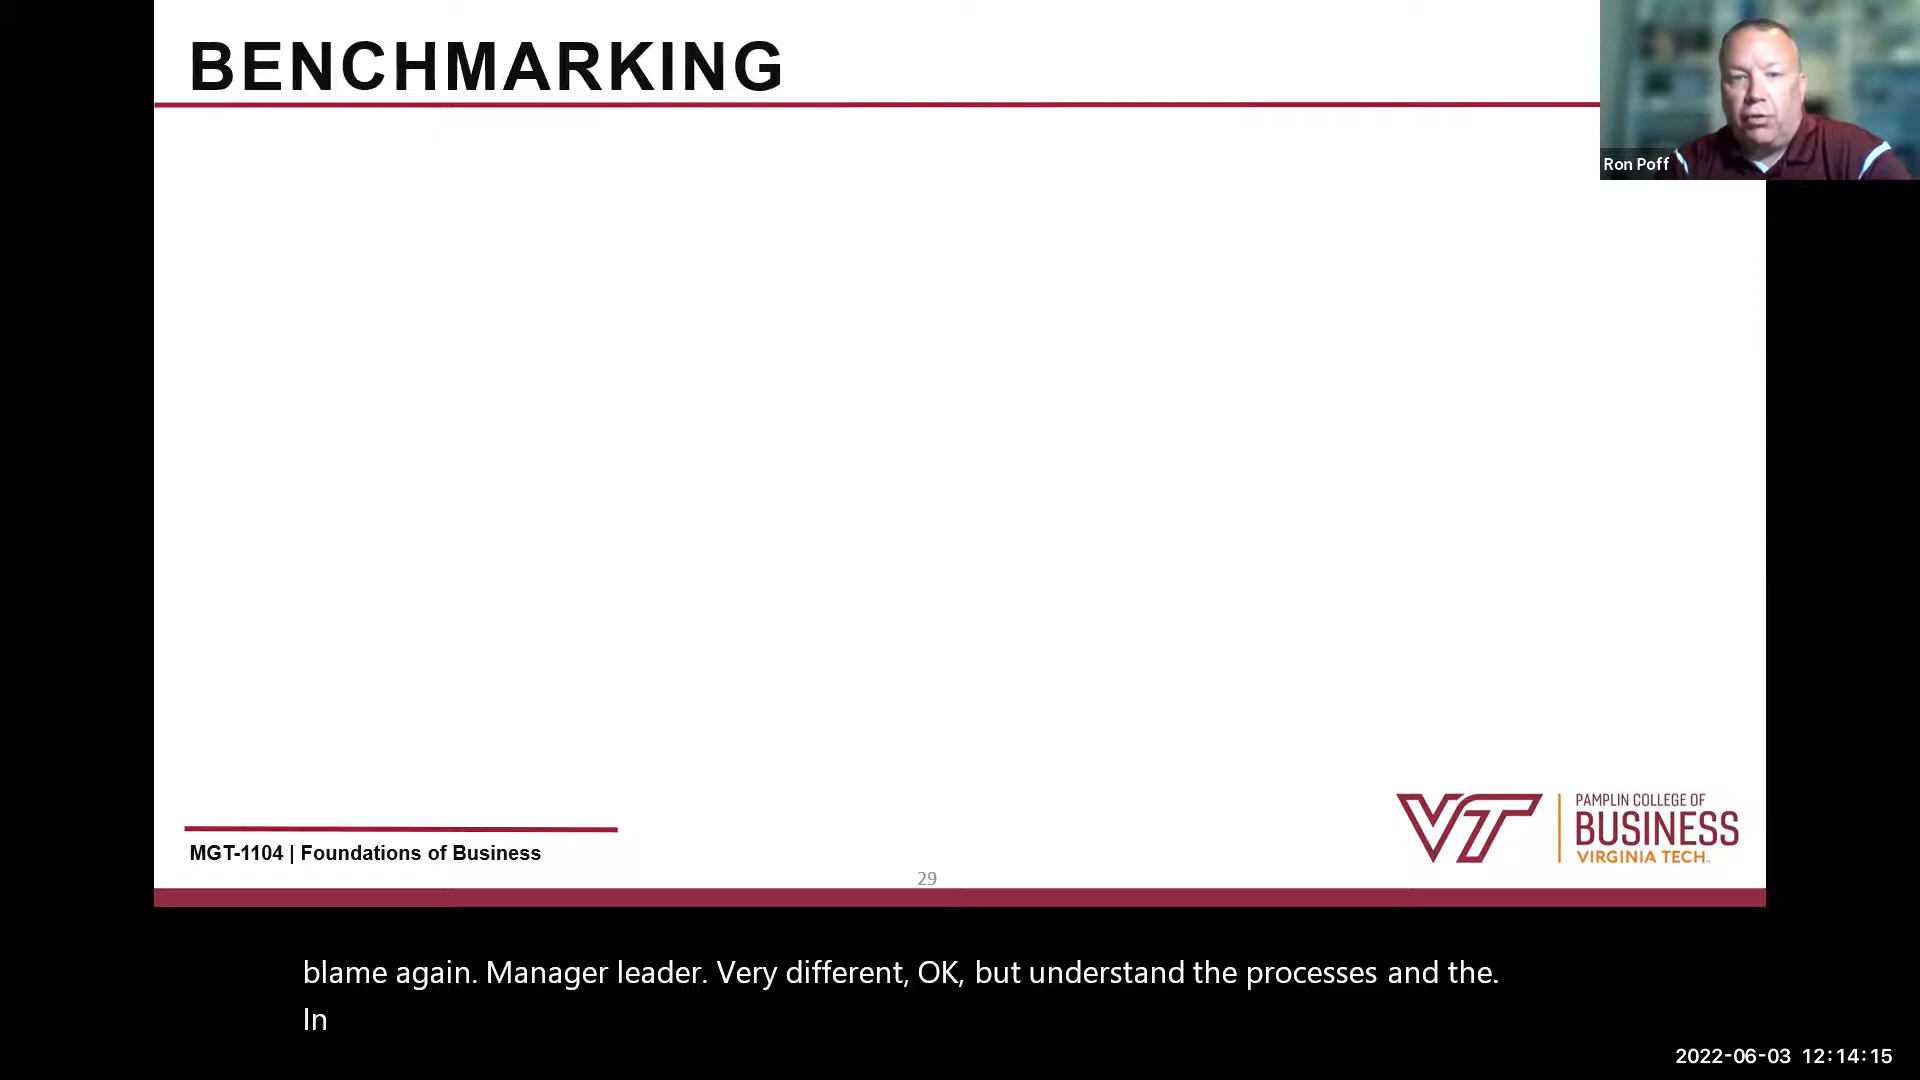 BENCHMARKING
Ron Poff
MGT-1104 | Foundations of Business
29
VT
PAMPLIN COLLEGE OF
BUSINESS
VIRGINIA TECH.
blame again. Manager leader. Very different, OK, but understand the processes and the.
In
2022-06-03 12:14:15